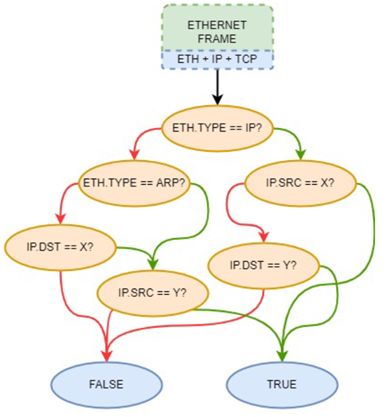 ETHERNET
FRAME
ETH + IP + TCP
ETH.TYPE == IP?
ETH.TYPE == ARP?
IP.SRC == X?
IP.DST == X?
IP.DST == Y?
IP.SRC == Y?
FALSE
TRUE